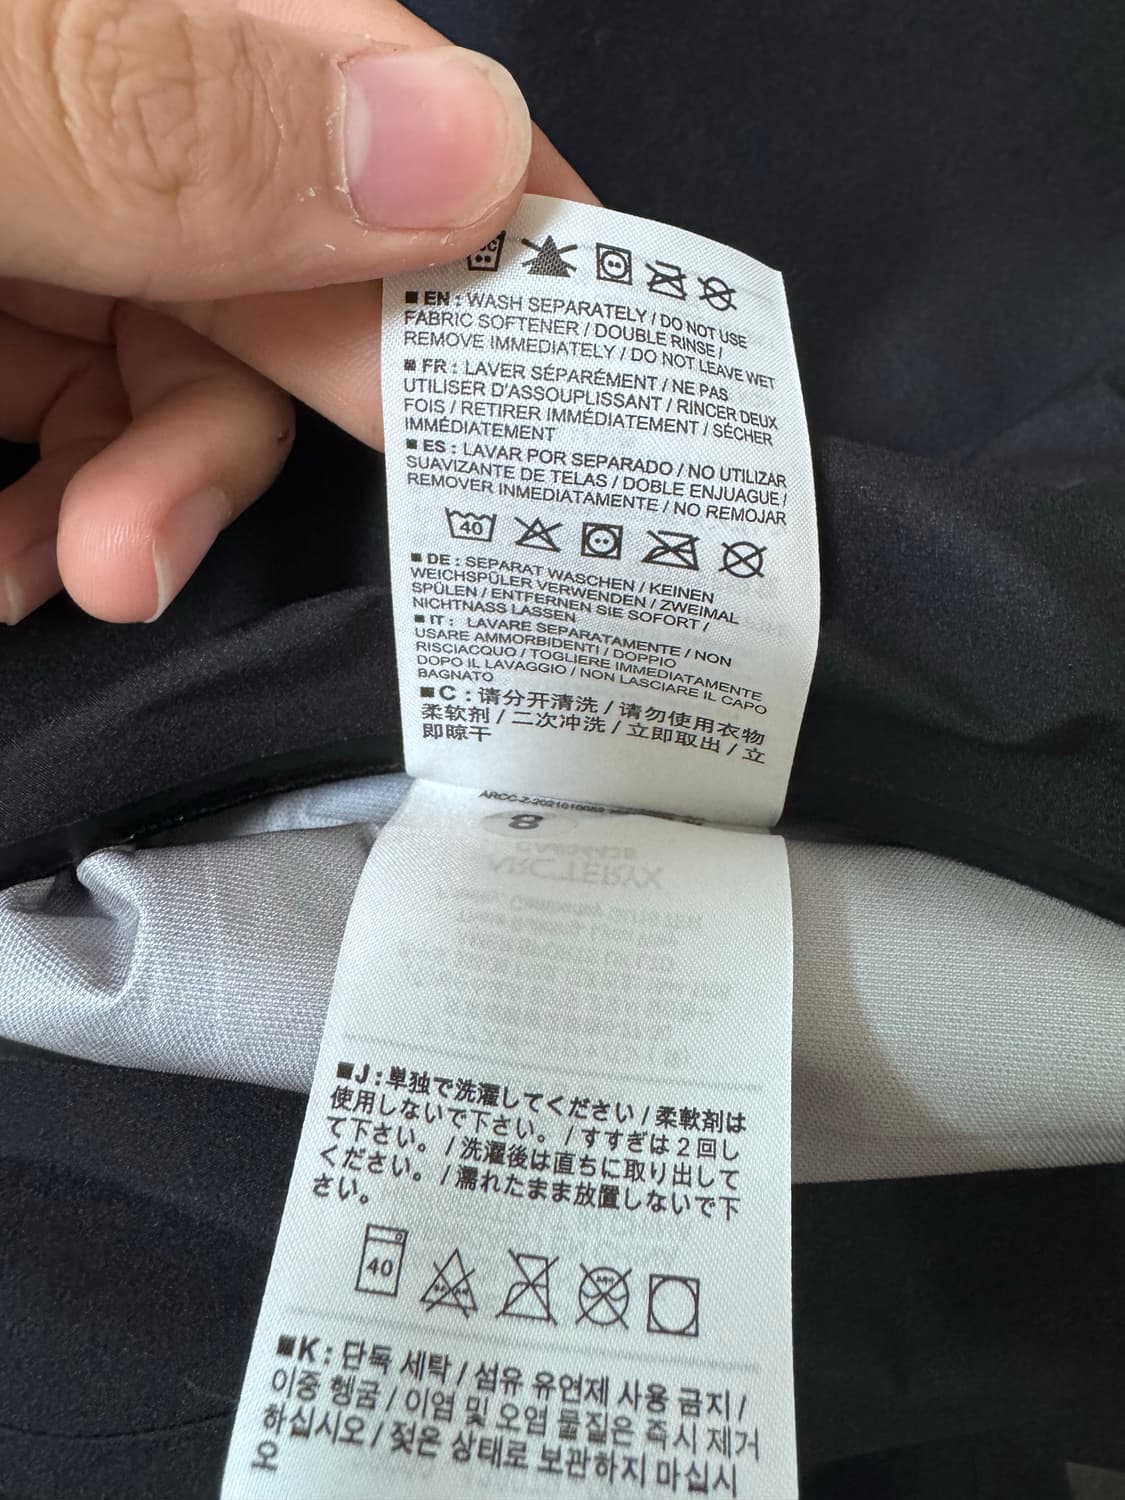 ■ EN : WASH SEPARATELY / DO NOT USE
FABRIC SOFTENER / DOUBLE RINSE /
REMOVE IMMEDIATELY / DO NOT LEAVE WET
■ FR : LAVER SÉPARÉMENT / NE PAS
UTILISER D'ASSOUPLISSANT / RINCER DEUX
FOIS / RETIRER IMMÉDIATEMENT / SÉCHER
IMMÉDIATEMENT
■ ES : LAVAR POR SEPARADO / NO UTILIZAR
SUAVIZANTE DE TELAS / DOBLE ENJUAGUE /
REMOVER INMEDIATAMENTE / NO REMOJAR
40
■ DE : SEPARAT WASCHEN / KEINEN
WEICHSPÜLER VERWENDEN / ZWEIMAL
SPÜLEN / ENTFERNEN SIE SOFORT /
NICHTNASS LASSEN
■ IT : LAVARE SEPARATAMENTE / NON
USARE AMMORBIDENTI / DOPPIO
RISCIACQUO / TOGLIERE IMMEDIATAMENTE
DOPO IL LAVAGGIO / NON LASCIARE IL CAPO
BAGNATO
■ C : 请分开清洗 / 请勿使用衣物
柔软剂 / 二次冲洗 / 立即取出 / 立
即晾干
8
ARC'TERYX
■ J : 単独で洗濯してください / 柔軟剤は
使用しないで下さい。 / すすぎは2回し
て下さい。 / 洗濯後は直ちに取り出して
ください。 / 濡れたまま放置しないで下
さい。
40
■ K : 단독 세탁 / 섬유 유연제 사용 금지 /
이중 헹굼 / 이염 및 오염 물질은 즉시 제거
하십시오 / 젖은 상태로 보관하지 마십시
오